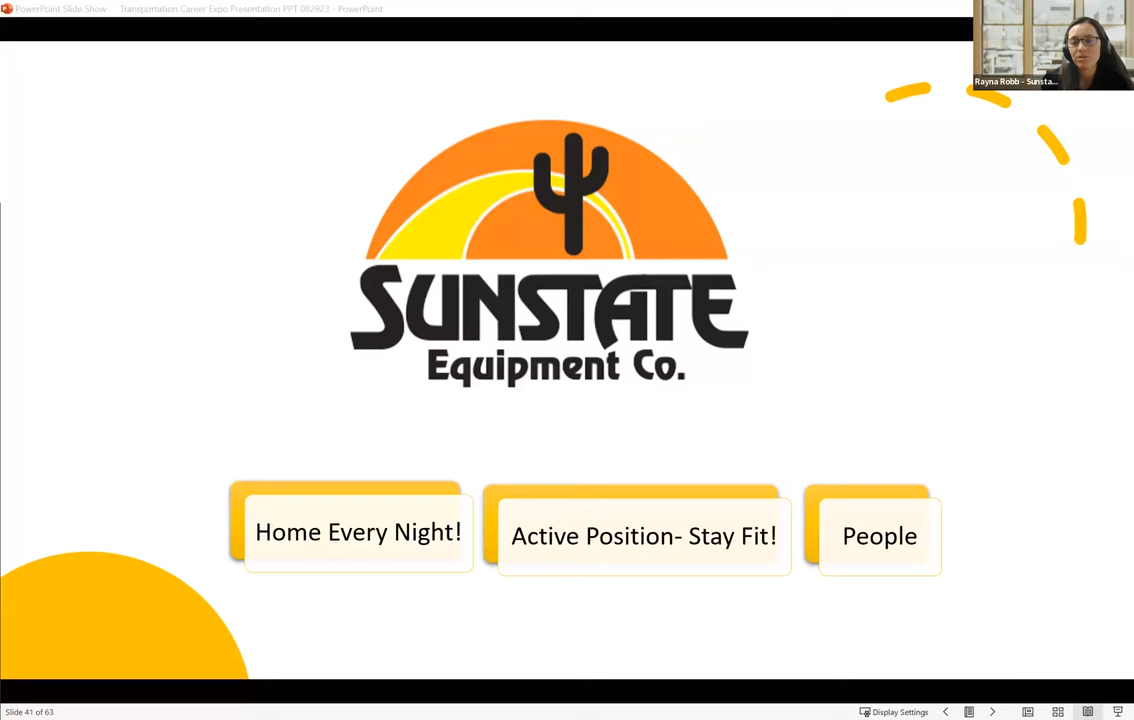 PowerPoint Slide Show - Transportation Career Expo Presentation PPT 082923 - PowerPoint
Rayna Robb - Sunsta...
SUNSTATE
Equipment Co.
Home Every Night!
Active Position- Stay Fit!
People
Slide 41 of 63
Display Settings